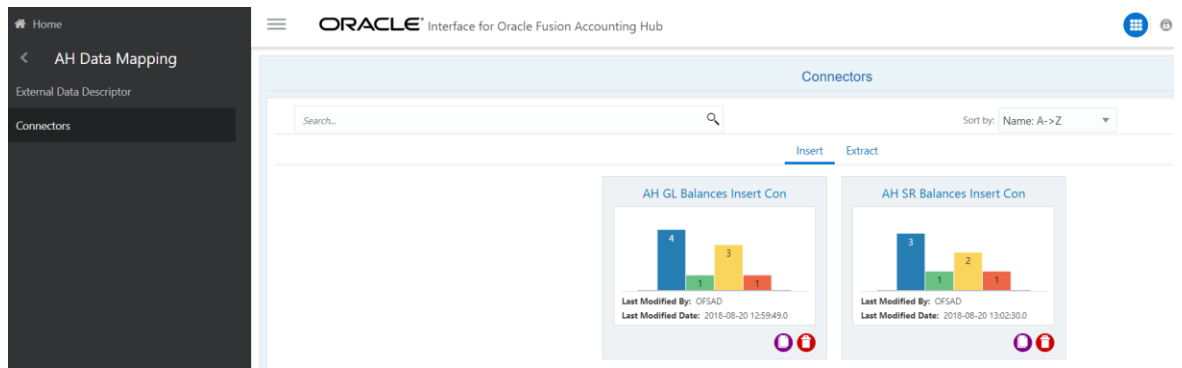 Home
AH Data Mapping
External Data Descriptor
Connectors
ORACLE® Interface for Oracle Fusion Accounting Hub
Connectors
Search...
Sort by: Name: A->Z
Insert Extract
AH GL Balances Insert Con
4
1
3
1
Last Modified By: OFSAD
Last Modified Date: 2018-08-20 12:59:49.0
AH SR Balances Insert Con
3
1
2
1
Last Modified By: OFSAD
Last Modified Date: 2018-08-20 13:02:30.0